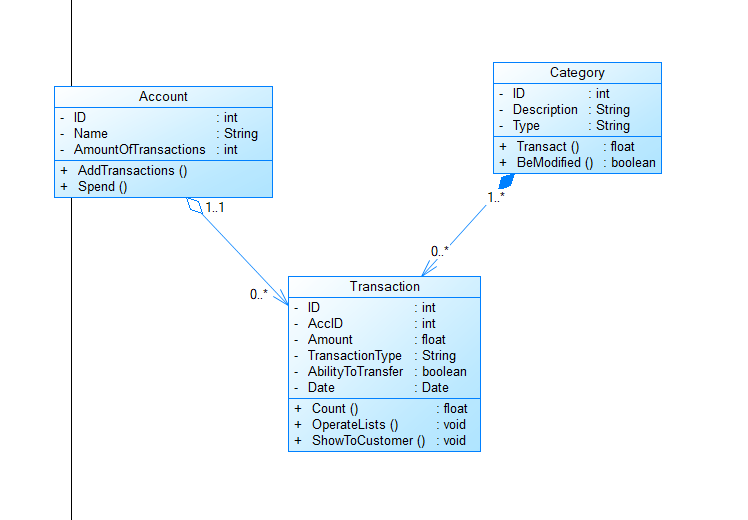 Account
- ID : int
- Name : String
- AmountOfTransactions : int
+ AddTransactions ()
+ Spend ()
1..1
0..*
Category
- ID : int
- Description : String
- Type : String
+ Transact () : float
+ BeModified () : boolean
1..*
0..*
Transaction
- ID : int
- AccID : int
- Amount : float
- TransactionType : String
- AbilityToTransfer : boolean
- Date : Date
+ Count () : float
+ OperateLists () : void
+ ShowToCustomer () : void